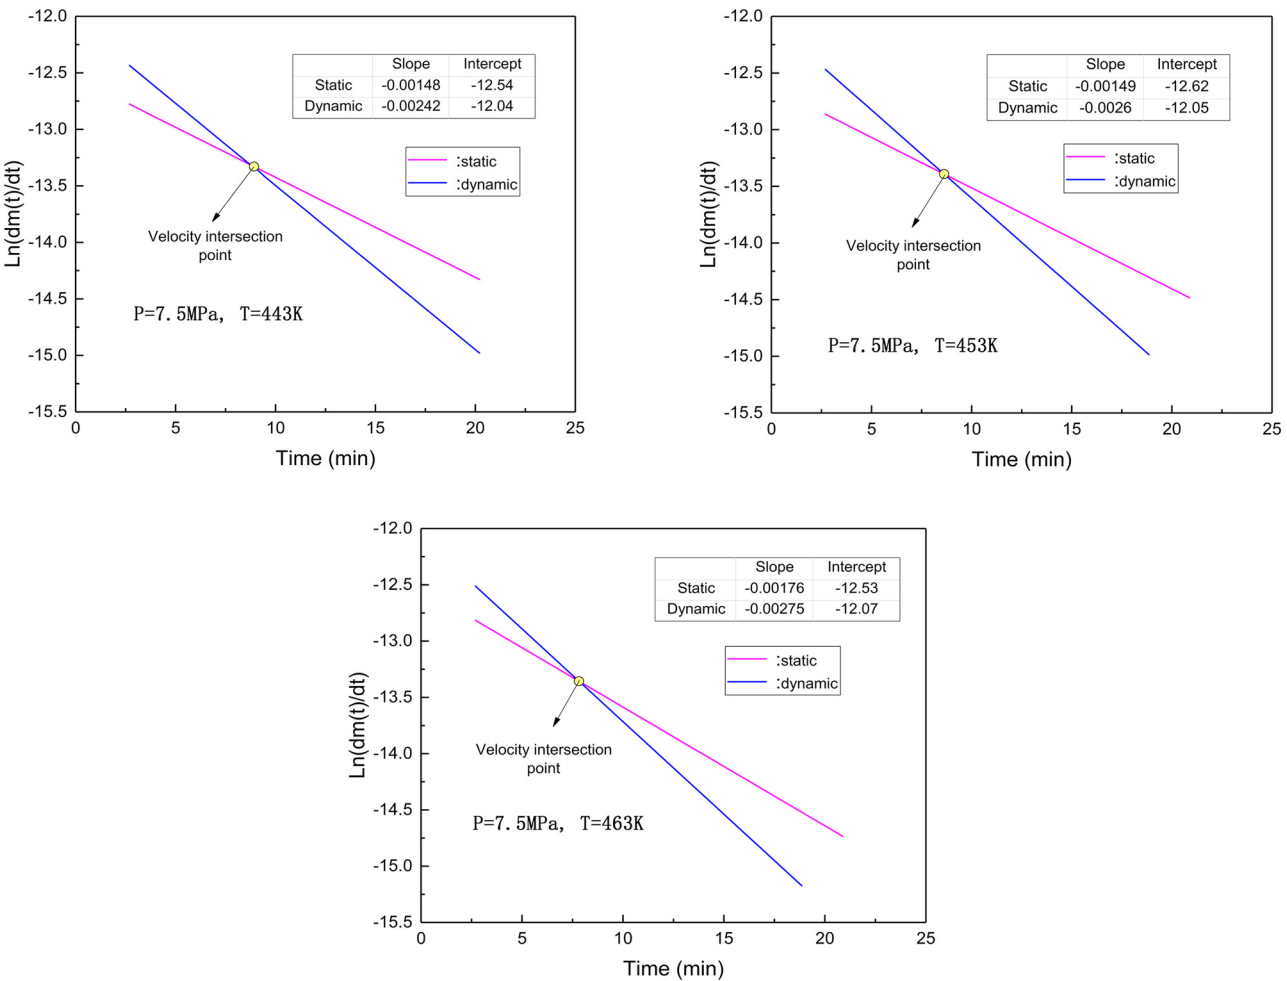 -12.0
-12.5
-13.0
-13.5
-14.0
-14.5
-15.0
-15.5
Ln(dm(t)/dt)
Slope Intercept
Static -0.00148 -12.54
Dynamic -0.00242 -12.04
:static
:dynamic
Velocity intersection
point
P=7.5MPa, T=443K
0 5 10 15 20 25
Time (min)
-12.0
-12.5
-13.0
-13.5
-14.0
-14.5
-15.0
-15.5
Ln(dm(t)/dt)
Slope Intercept
Static -0.00149 -12.62
Dynamic -0.0026 -12.05
:static
:dynamic
Velocity intersection
point
P=7.5MPa, T=453K
0 5 10 15 20 25
Time (min)
-12.0
-12.5
-13.0
-13.5
-14.0
-14.5
-15.0
-15.5
Ln(dm(t)/dt)
Slope Intercept
Static -0.00176 -12.53
Dynamic -0.00275 -12.07
:static
:dynamic
Velocity intersection
point
P=7.5MPa, T=463K
0 5 10 15 20 25
Time (min)